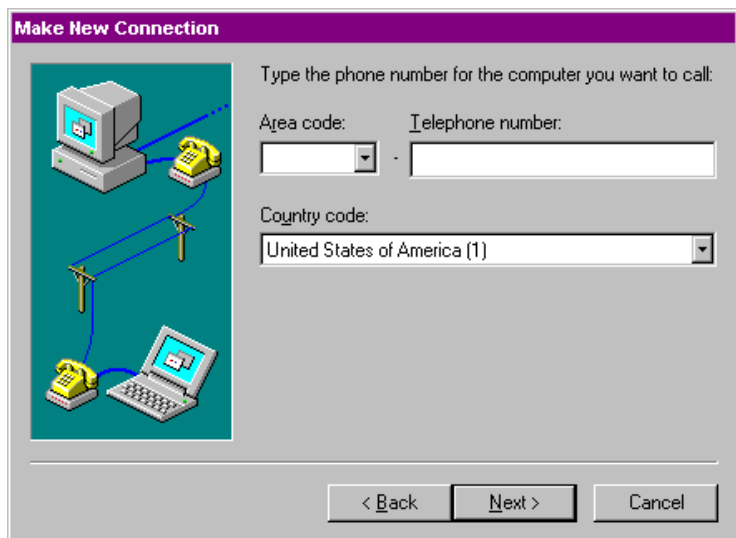 Make New Connection
Type the phone number for the computer you want to call:
Area code: Telephone number:
-
Country code:
United States of America (1)
< Back Next > Cancel